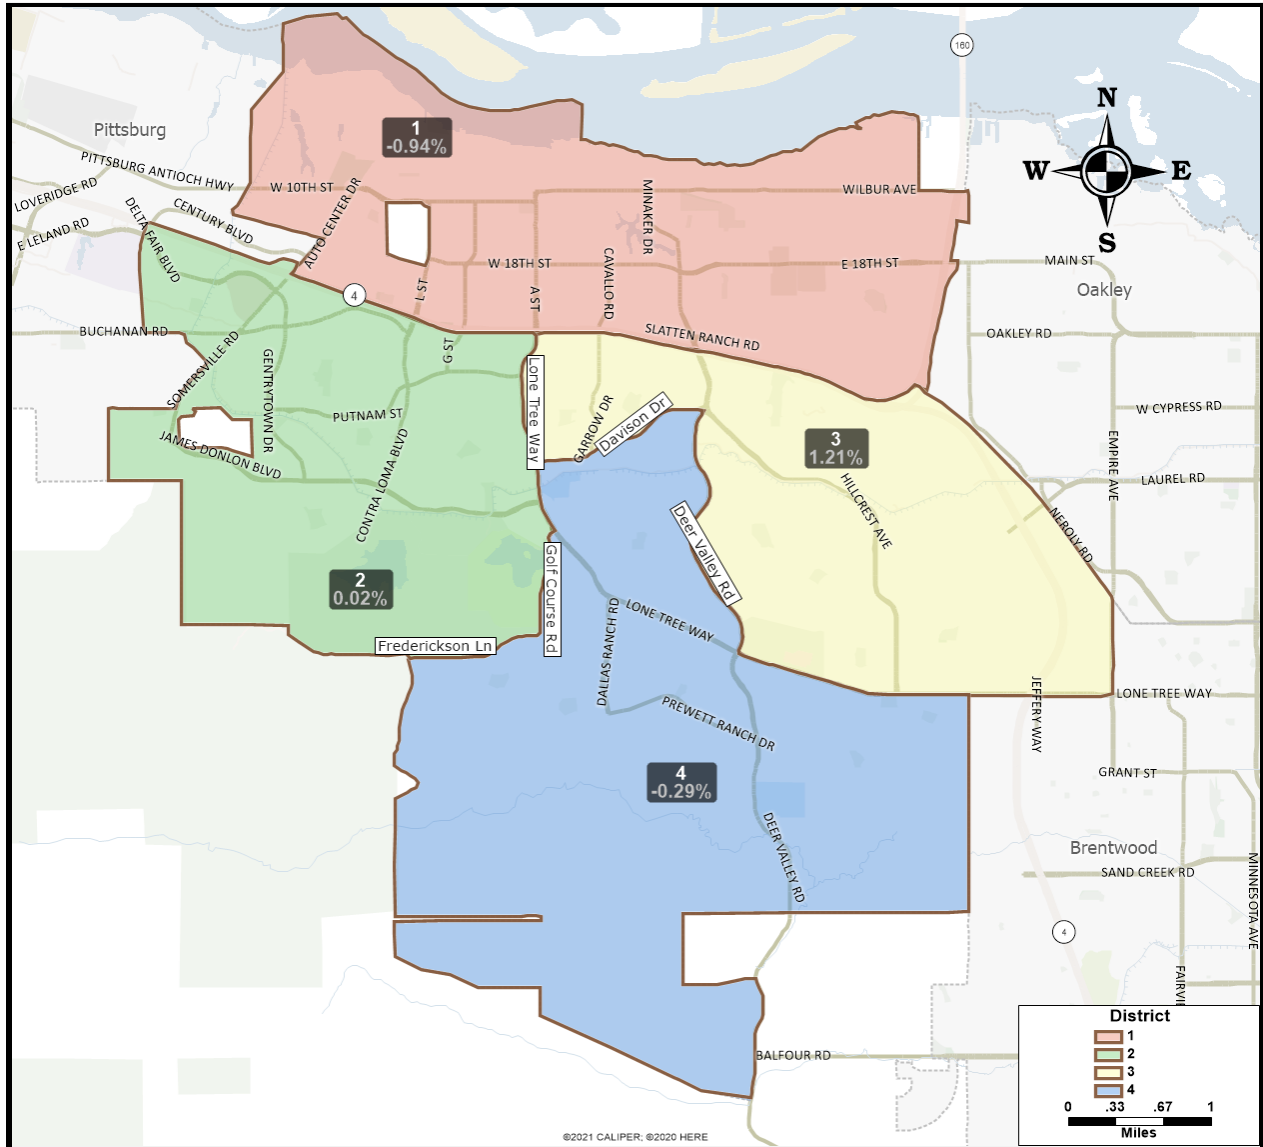 160
N
Pittsburg
1
-0.94%
PITTSBURG ANTIOCH HWY
W
E
LOVERIDGE RD
W 10TH ST
MINAKER DR
WILBUR AVE
DELTA FAIR BLVD
CENTURY BLVD
AUTO CENTER DR
E LELAND RD
S
CAVALLO RD
W 18TH ST
E 18TH ST
MAIN ST
Oakley
L ST
A ST
4
BUCHANAN RD
SLATTEN RANCH RD
OAKLEY RD
G ST
SOMERSVILLE RD
GENTRYTOWN DR
Lone Tree Way
GARROW DR
Davison Dr
PUTNAM ST
W CYPRESS RD
JAMES DONLON BLVD
CONTRA LOMA BLVD
3
1.21%
EMPIRE AVE
HILLCREST AVE
LAUREL RD
Deer Valley Rd
NEROLY RD
2
0.02%
Golf Course Rd
DALLAS RANCH RD
LONE TREE WAY
Frederickson Ln
JEFFERY WAY
LONE TREE WAY
PREWETT RANCH DR
4
-0.29%
GRANT ST
DEER VALLEY RD
Brentwood
SAND CREEK RD
MINNESOTA AVE
4
FAIRVI
BALFOUR RD
District
1
2
3
4
0 .33 .67 1
Miles
©2021 CALIPER; ©2020 HERE